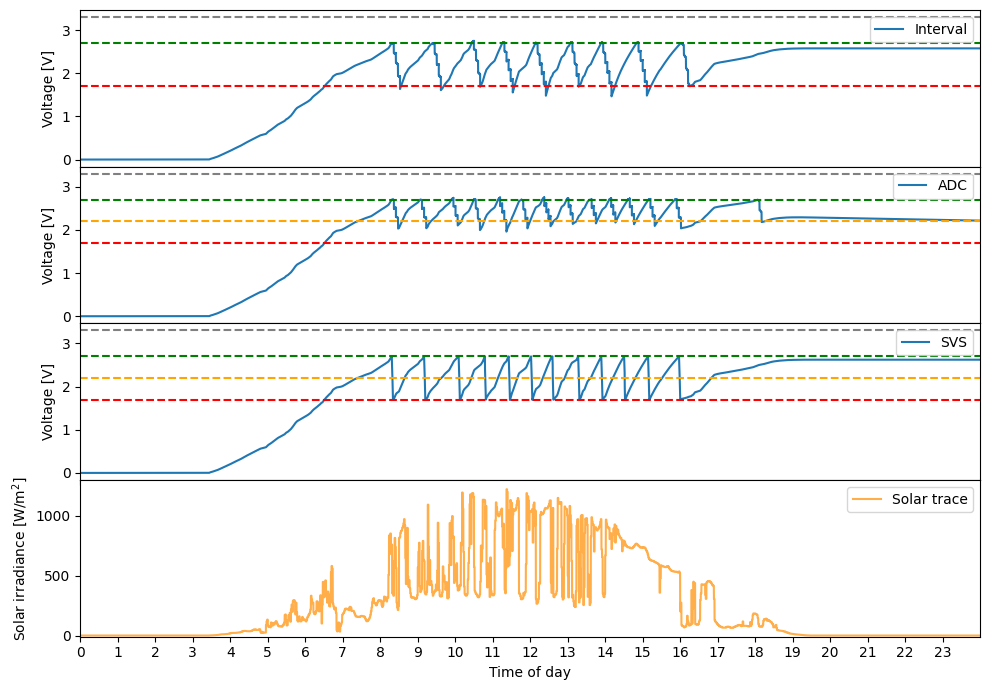 Voltage [V]
3
2
1
0
Interval
Voltage [V]
3
2
1
0
ADC
Voltage [V]
3
2
1
0
SVS
Solar irradiance [W/m²]
1000
500
0
Solar trace
0 1 2 3 4 5 6 7 8 9 10 11 12 13 14 15 16 17 18 19 20 21 22 23
Time of day